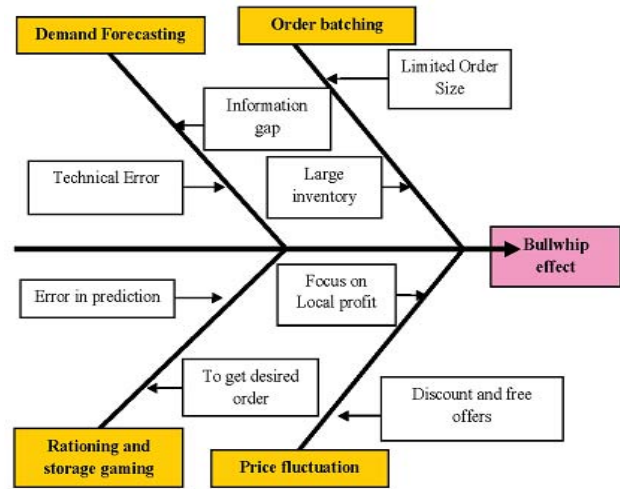 Demand Forecasting
Order batching
Limited Order
Size
Information
gap
Technical Error
Large
inventory
Bullwhip
effect
Error in prediction
Focus on
Local profit
To get desired
order
Discount and free
offers
Rationing and
storage gaming
Price fluctuation